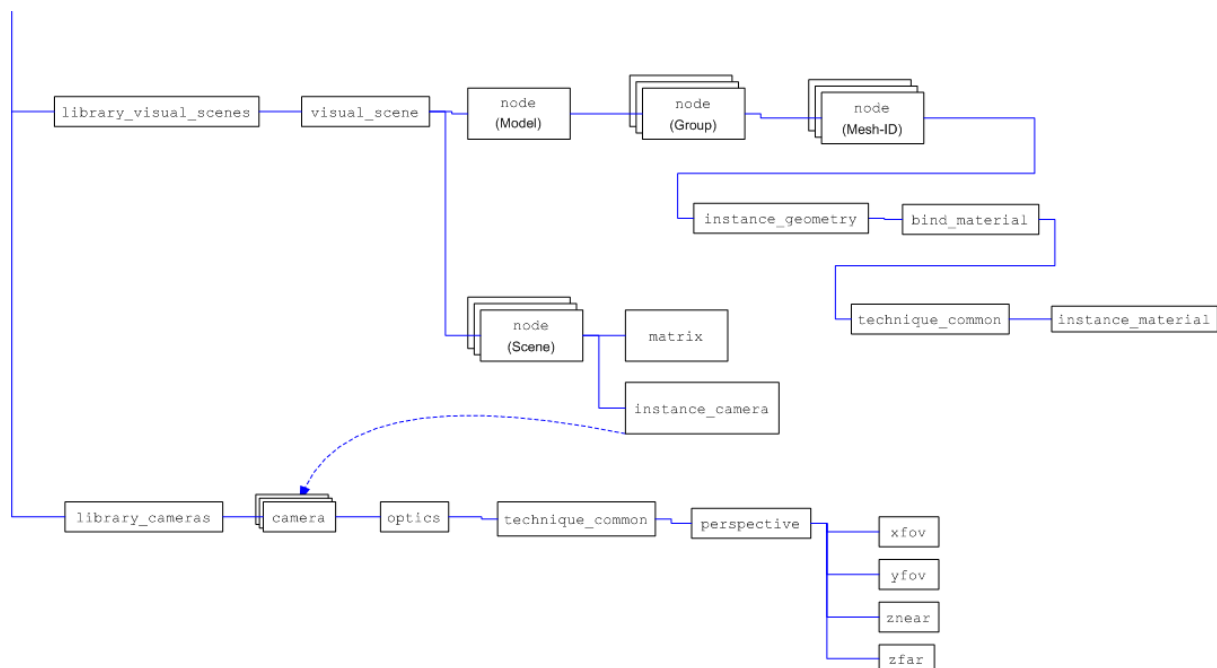 library_visual_scenes
visual_scene
node
(Model)
node
(Group)
node
(Mesh-ID)
instance_geometry
bind_material
technique_common
instance_material
node
(Scene)
matrix
instance_camera
library_cameras
camera
optics
technique_common
perspective
xfov
yfov
znear
zfar